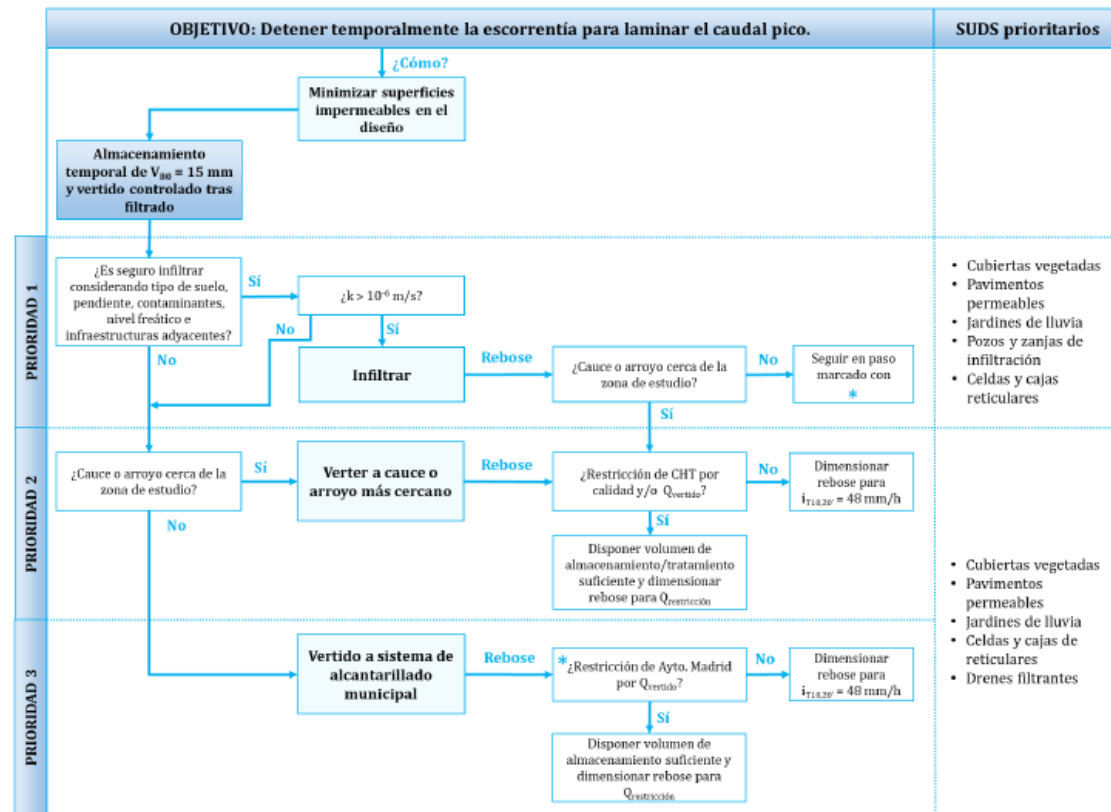 OBJETIVO: Detener temporalmente la escorrentía para laminar el caudal pico.
SUDS prioritarios
¿Cómo?
Minimizar superficies
impermeables en el
diseño
Almacenamiento
temporal de V80 = 15 mm
y vertido controlado tras
filtrado
PRIORIDAD 1
¿Es seguro infiltrar
considerando tipo de suelo,
pendiente, contaminantes,
nivel freático e
infraestructuras adyacentes?
Sí
¿k > 10⁻⁶ m/s?
No
Sí
No
Infiltrar
Rebose
¿Cauce o arroyo cerca de la
zona de estudio?
No
Seguir en paso
marcado con
*
Sí
• Cubiertas vegetadas
• Pavimentos
permeables
• Jardines de lluvia
• Pozos y zanjas de
infiltración
• Celdas y cajas
reticulares
PRIORIDAD 2
¿Cauce o arroyo cerca de la
zona de estudio?
Sí
No
Verter a cauce o
arroyo más cercano
Rebose
¿Restricción de CHT por
calidad y/o Qvertido?
No
Dimensionar
rebose para
iT10,20' = 48 mm/h
Sí
Disponer volumen de
almacenamiento/tratamiento
suficiente y dimensionar
rebose para Qrestricción
PRIORIDAD 3
Vertido a sistema de
alcantarillado
municipal
Rebose
*¿Restricción de Ayto. Madrid
por Qvertido?
No
Dimensionar
rebose para
iT10,20' = 48 mm/h
Sí
Disponer volumen de
almacenamiento suficiente y
dimensionar rebose para
Qrestricción
• Cubiertas vegetadas
• Pavimentos
permeables
• Jardines de lluvia
• Celdas y cajas de
reticulares
• Drenes filtrantes